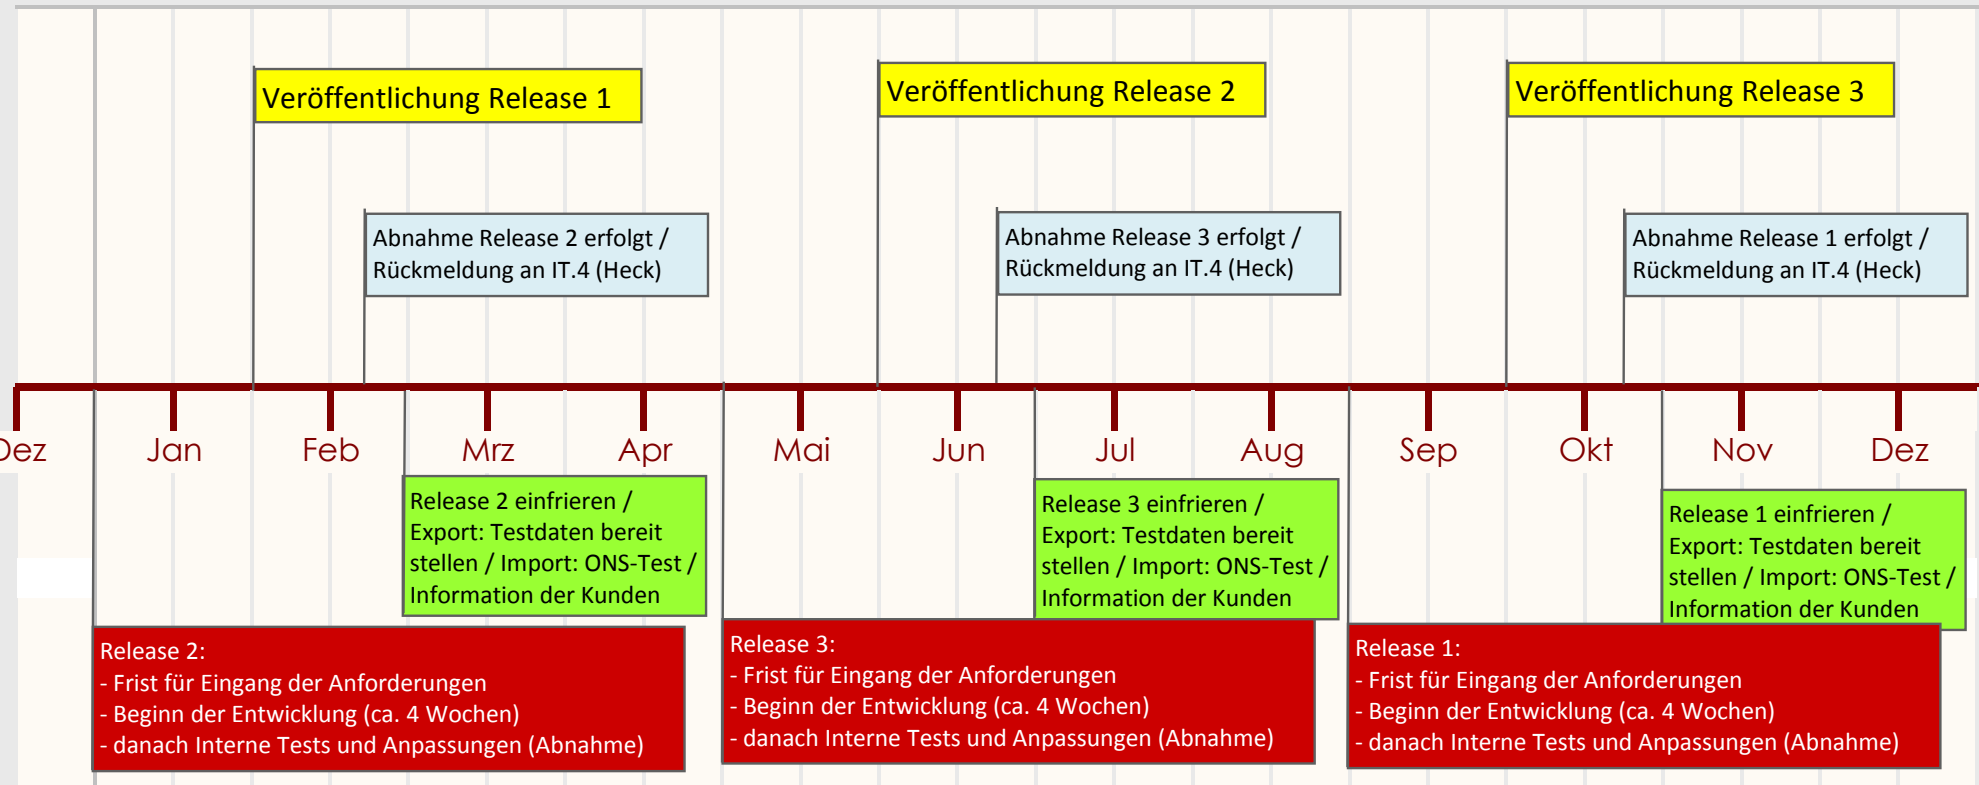 Veröffentlichung Release 1
Veröffentlichung Release 2
Veröffentlichung Release 3
Abnahme Release 2 erfolgt /
Rückmeldung an IT.4 (Heck)
Abnahme Release 3 erfolgt /
Rückmeldung an IT.4 (Heck)
Abnahme Release 1 erfolgt /
Rückmeldung an IT.4 (Heck)
Dez Jan Feb Mrz Apr Mai Jun Jul Aug Sep Okt Nov Dez
Release 2 einfrieren /
Export: Testdaten bereit
stellen / Import: ONS-Test /
Information der Kunden
Release 3 einfrieren /
Export: Testdaten bereit
stellen / Import: ONS-Test /
Information der Kunden
Release 1 einfrieren /
Export: Testdaten bereit
stellen / Import: ONS-Test /
Information der Kunden
Release 2:
- Frist für Eingang der Anforderungen
- Beginn der Entwicklung (ca. 4 Wochen)
- danach Interne Tests und Anpassungen (Abnahme)
Release 3:
- Frist für Eingang der Anforderungen
- Beginn der Entwicklung (ca. 4 Wochen)
- danach Interne Tests und Anpassungen (Abnahme)
Release 1:
- Frist für Eingang der Anforderungen
- Beginn der Entwicklung (ca. 4 Wochen)
- danach Interne Tests und Anpassungen (Abnahme)